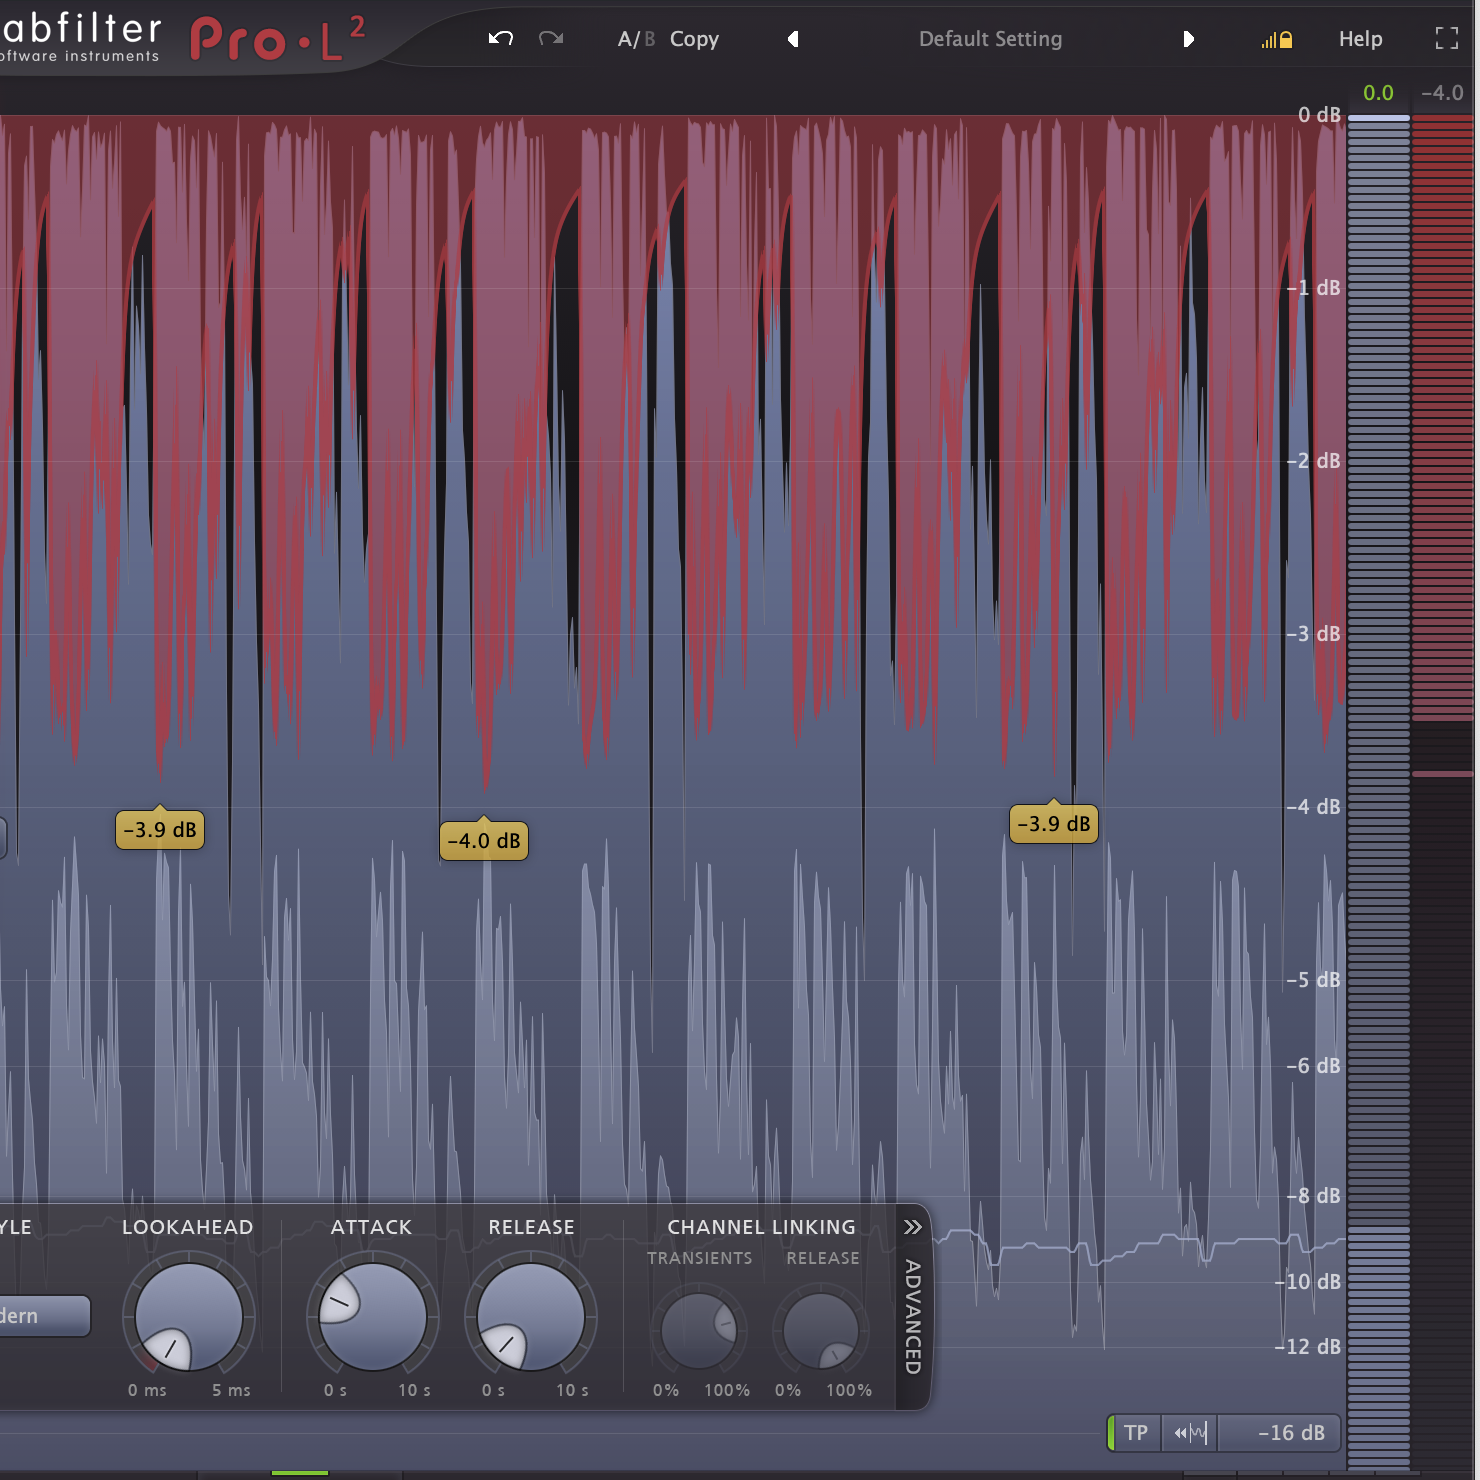 abfilter Pro·L 2
oftware instruments
A/B Copy Default Setting Help
0.0 -4.0
0 dB
-1 dB
-2 dB
-3 dB
-4 dB
-3.9 dB
-4.0 dB
-3.9 dB
-5 dB
-6 dB
-8 dB
-10 dB
-12 dB
YLE LOOKAHEAD ATTACK RELEASE CHANNEL LINKING
TRANSIENTS RELEASE
dern
0 ms 5 ms 0 s 10 s 0 s 10 s 0% 100% 0% 100%
ADVANCED
TP -16 dB